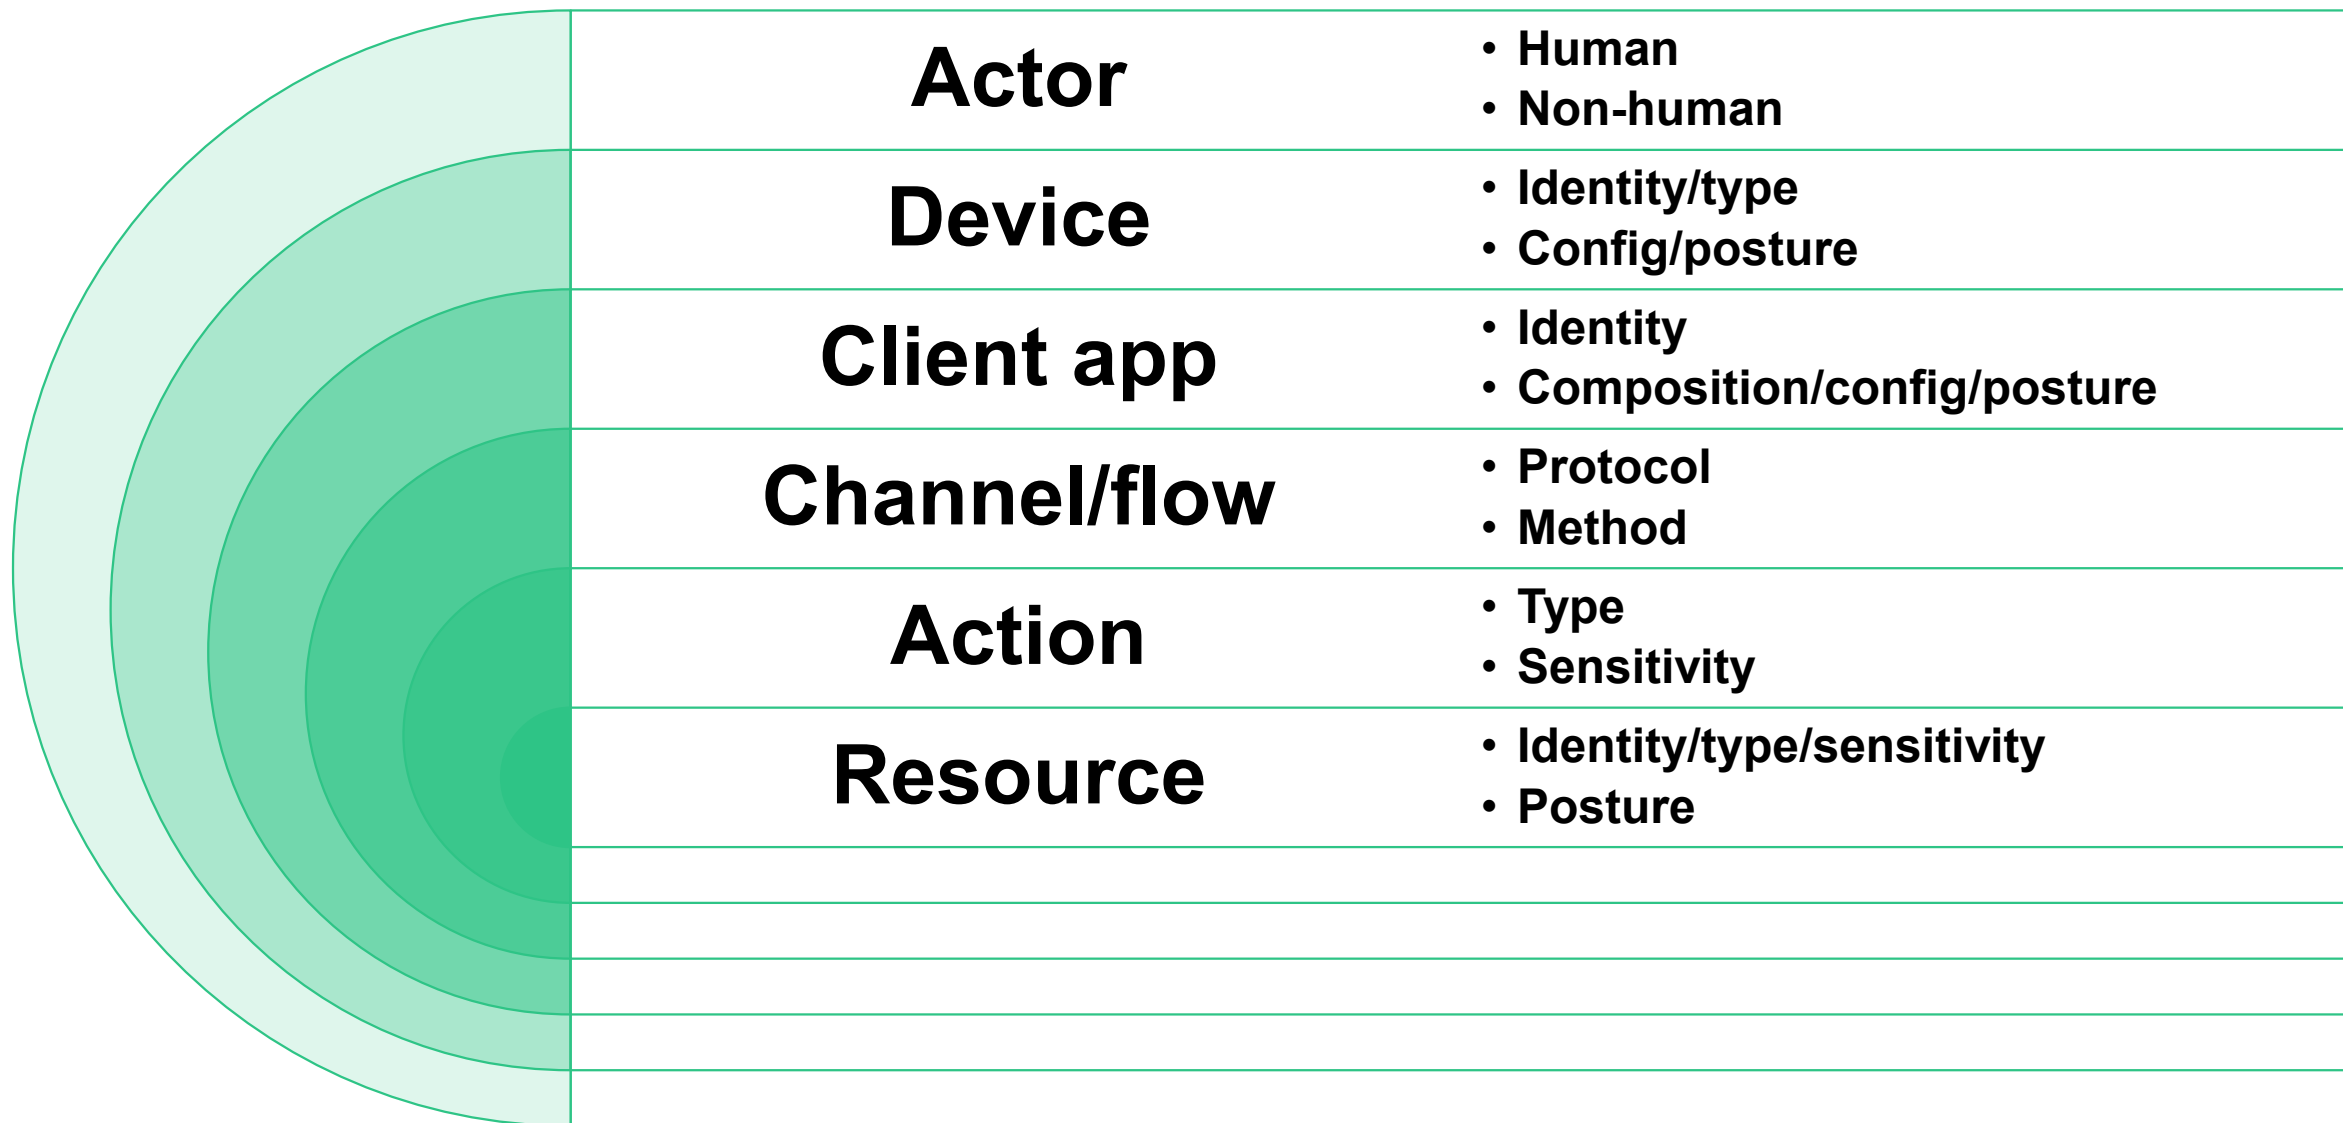 Actor
• Human
• Non-human
Device
• Identity/type
• Config/posture
Client app
• Identity
• Composition/config/posture
Channel/flow
• Protocol
• Method
Action
• Type
• Sensitivity
Resource
• Identity/type/sensitivity
• Posture